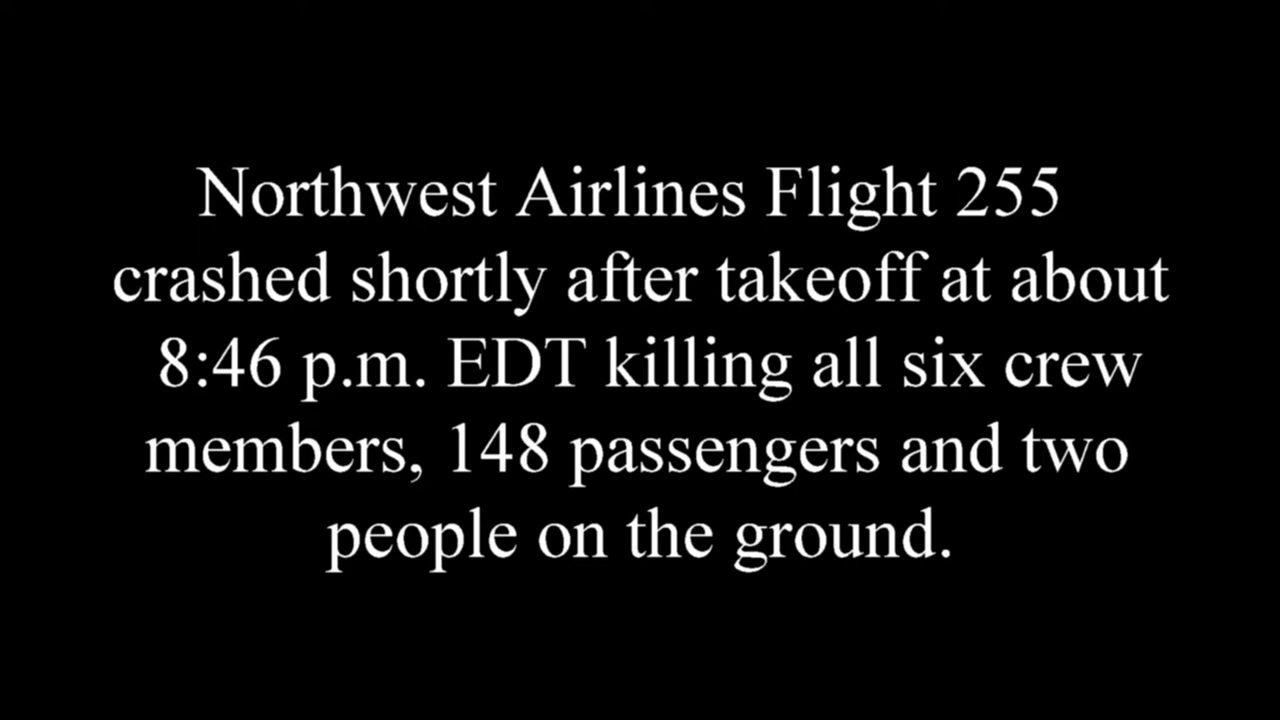 Northwest Airlines Flight 255
crashed shortly after takeoff at about
8:46 p.m. EDT killing all six crew
members, 148 passengers and two
people on the ground.